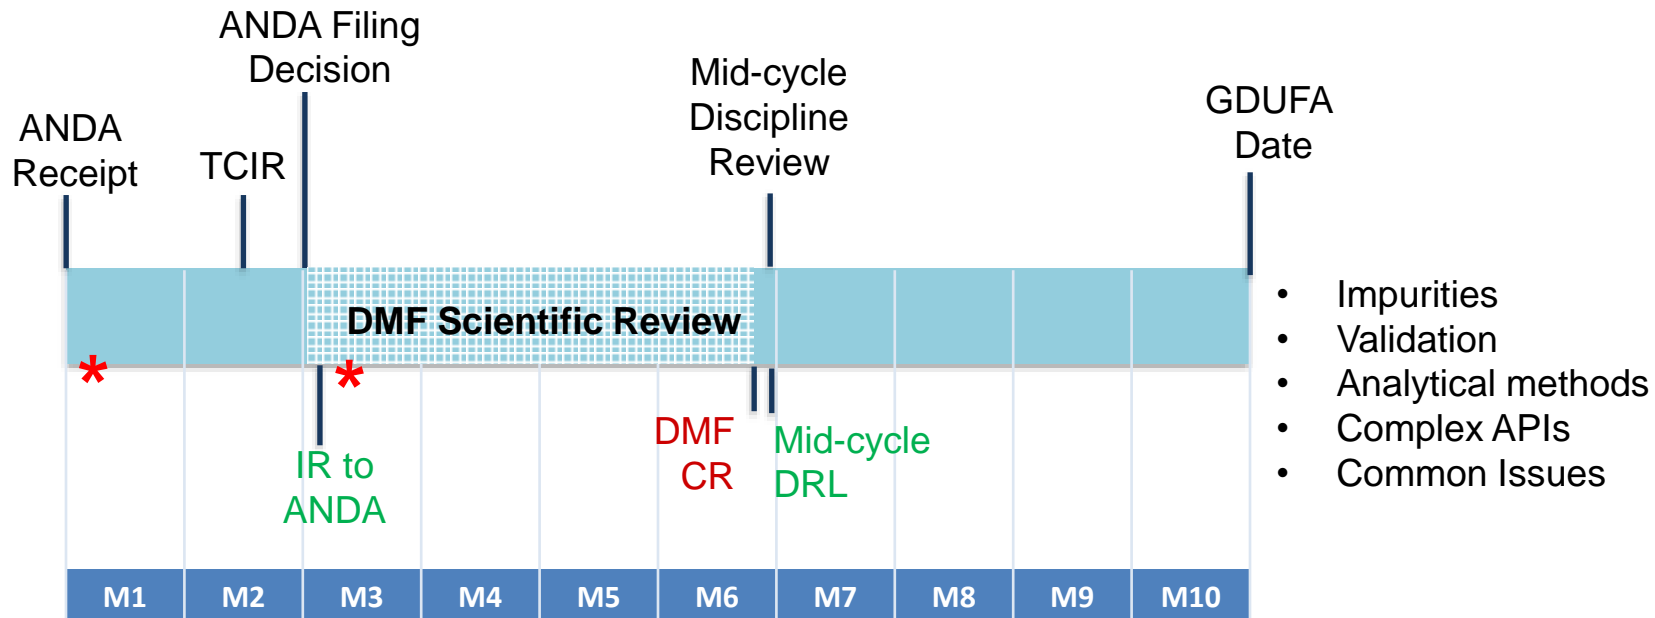 ANDA
Receipt
TCIR
ANDA Filing
Decision
Mid-cycle
Discipline
Review
GDUFA
Date
DMF Scientific Review
*
*
IR to
ANDA
DMF
CR
Mid-cycle
DRL
• Impurities
• Validation
• Analytical methods
• Complex APIs
• Common Issues
M1 M2 M3 M4 M5 M6 M7 M8 M9 M10